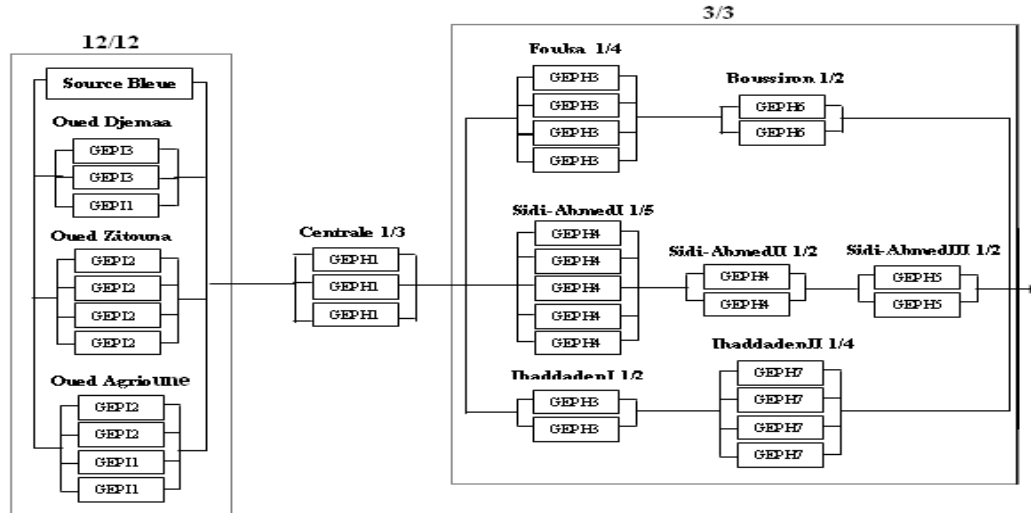 12/12
Source Bleue
Oued Djemaa
GEPI3
GEPI3
GEPI1
Oued Zitouna
GEPI2
GEPI2
GEPI2
GEPI2
Oued Agrioune
GEPI2
GEPI2
GEPI1
GEPI1
Centrale 1/3
GEPH1
GEPH1
GEPH1
3/3
Fouka 1/4
GEPH3
GEPH3
GEPH3
GEPH3
Boussiron 1/2
GEPH6
GEPH6
Sidi-AhmedI 1/5
GEPH4
GEPH4
GEPH4
GEPH4
GEPH4
Sidi-AhmedII 1/2
GEPH4
GEPH4
Sidi-AhmedIII 1/2
GEPH5
GEPH5
IhaddadenI 1/2
GEPH3
GEPH3
IhaddadenII 1/4
GEPH7
GEPH7
GEPH7
GEPH7